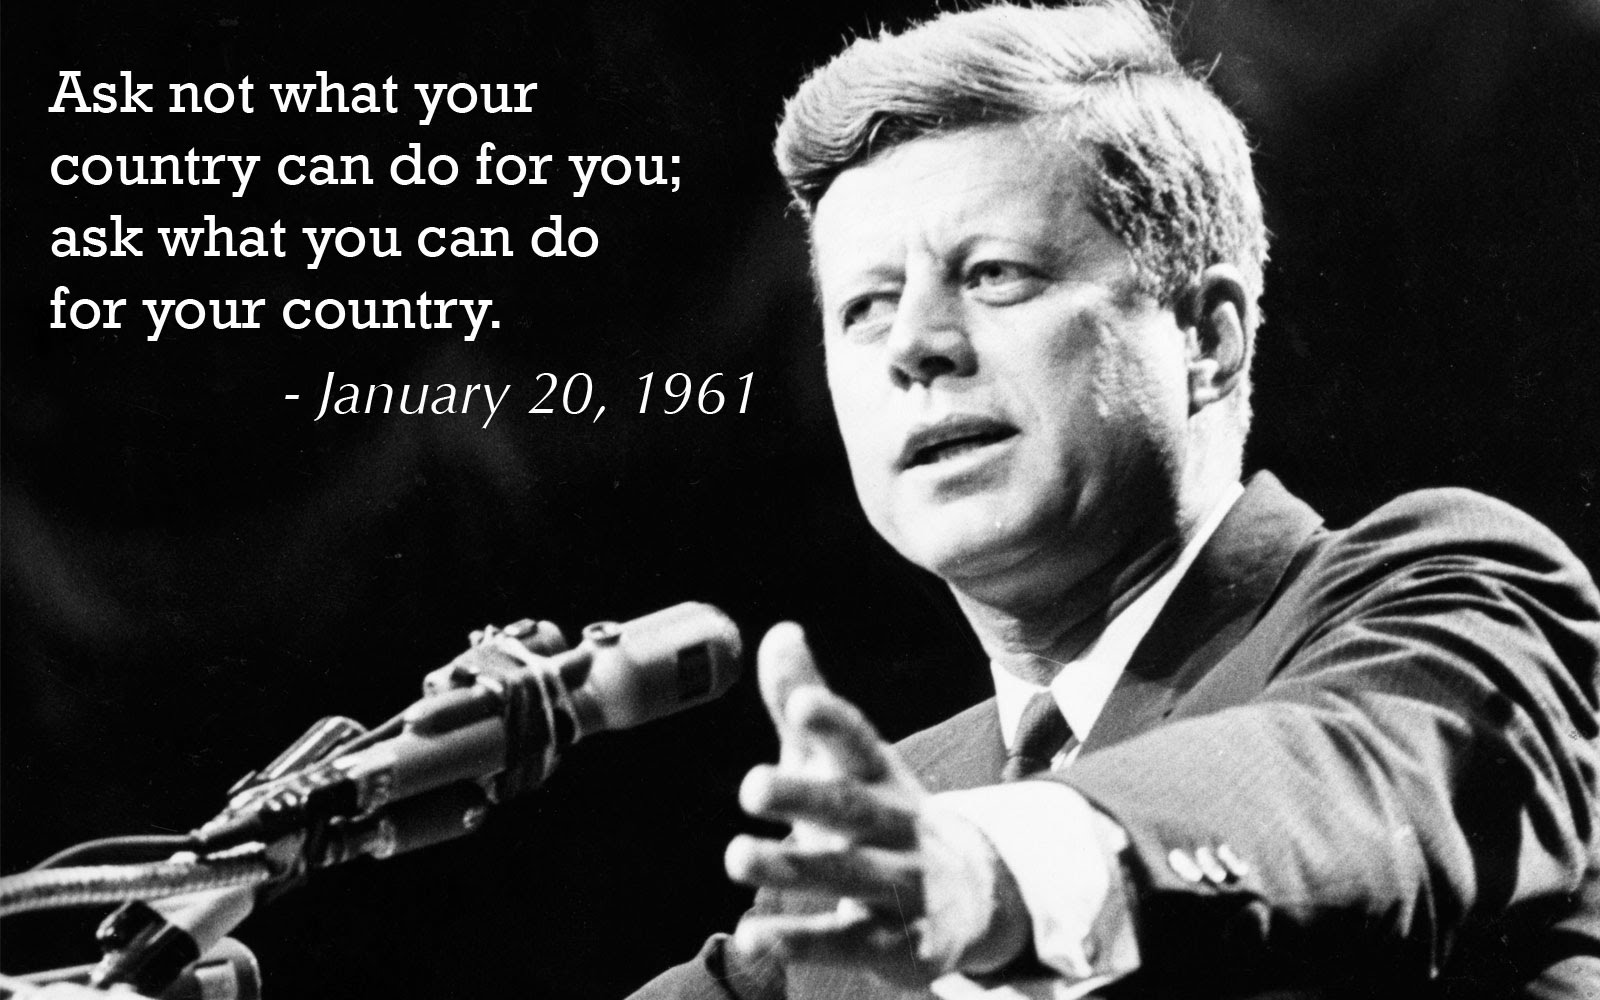 Ask not what your
country can do for you;
ask what you can do
for your country.
- January 20, 1961